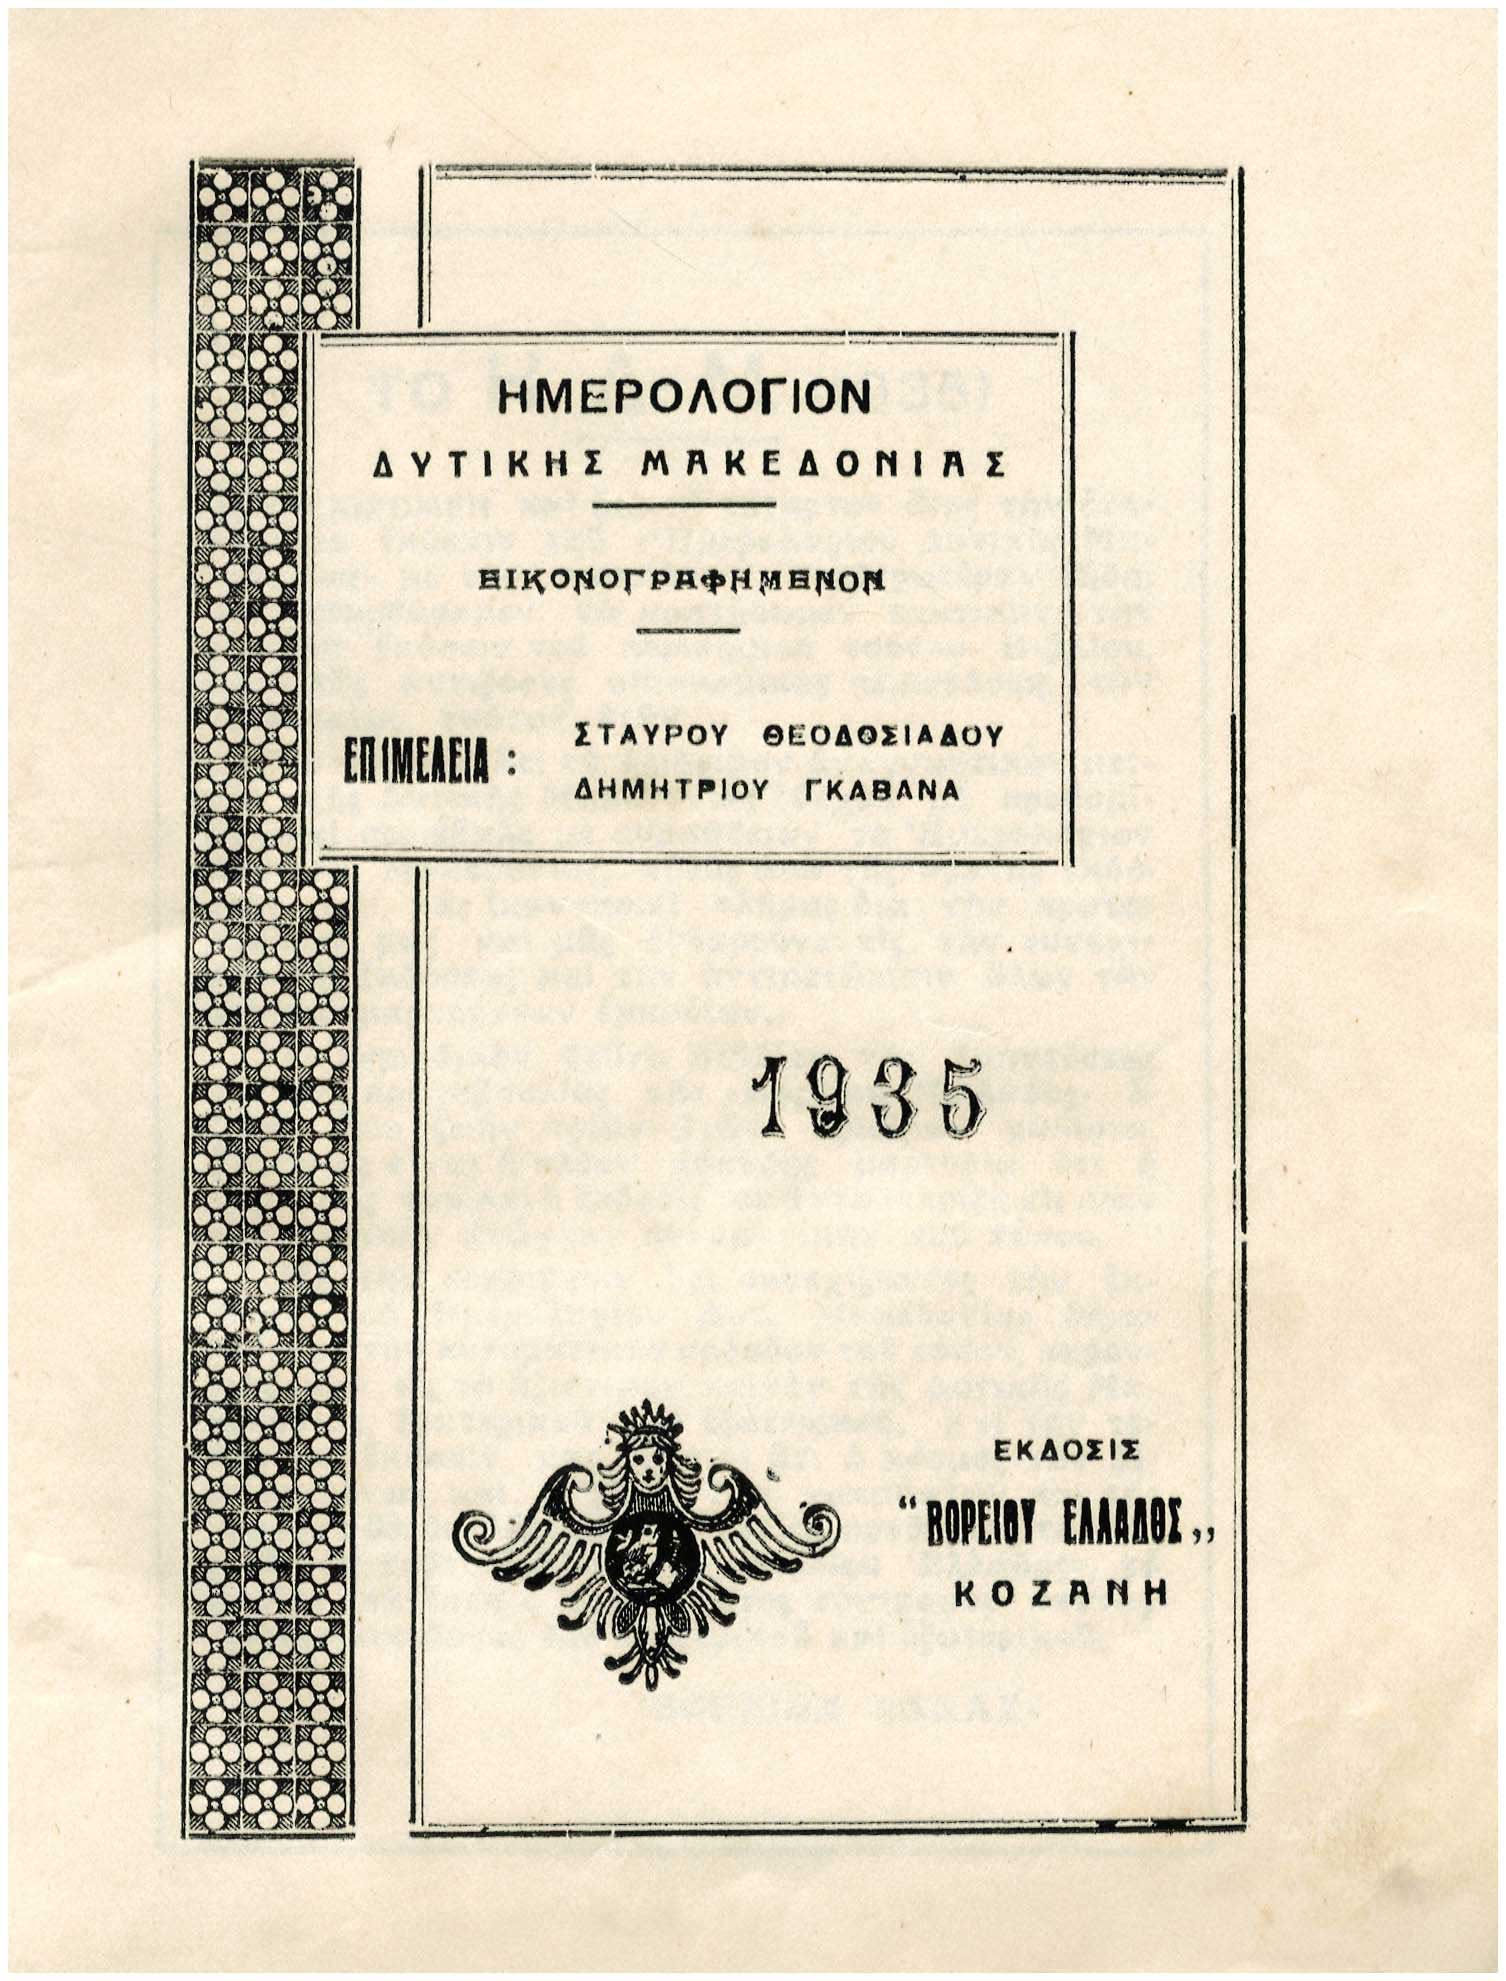 ΗΜΕΡΟΛΟΓΙΟΝ
ΔΥΤΙΚΗΣ ΜΑΚΕΔΟΝΙΑΣ
ΕΙΚΟΝΟΓΡΑΦΗΜΕΝΟΝ
ΕΠΙΜΕΛΕΙΑ :
ΣΤΑΥΡΟΥ ΘΕΟΔΟΣΙΑΔΟΥ
ΔΗΜΗΤΡΙΟΥ ΓΚΑΒΑΝΑ
1935
ΕΚΔΟΣΙΣ
“ΒΟΡΕΙΟΥ ΕΛΛΑΔΟΣ„
ΚΟΖΑΝΗ